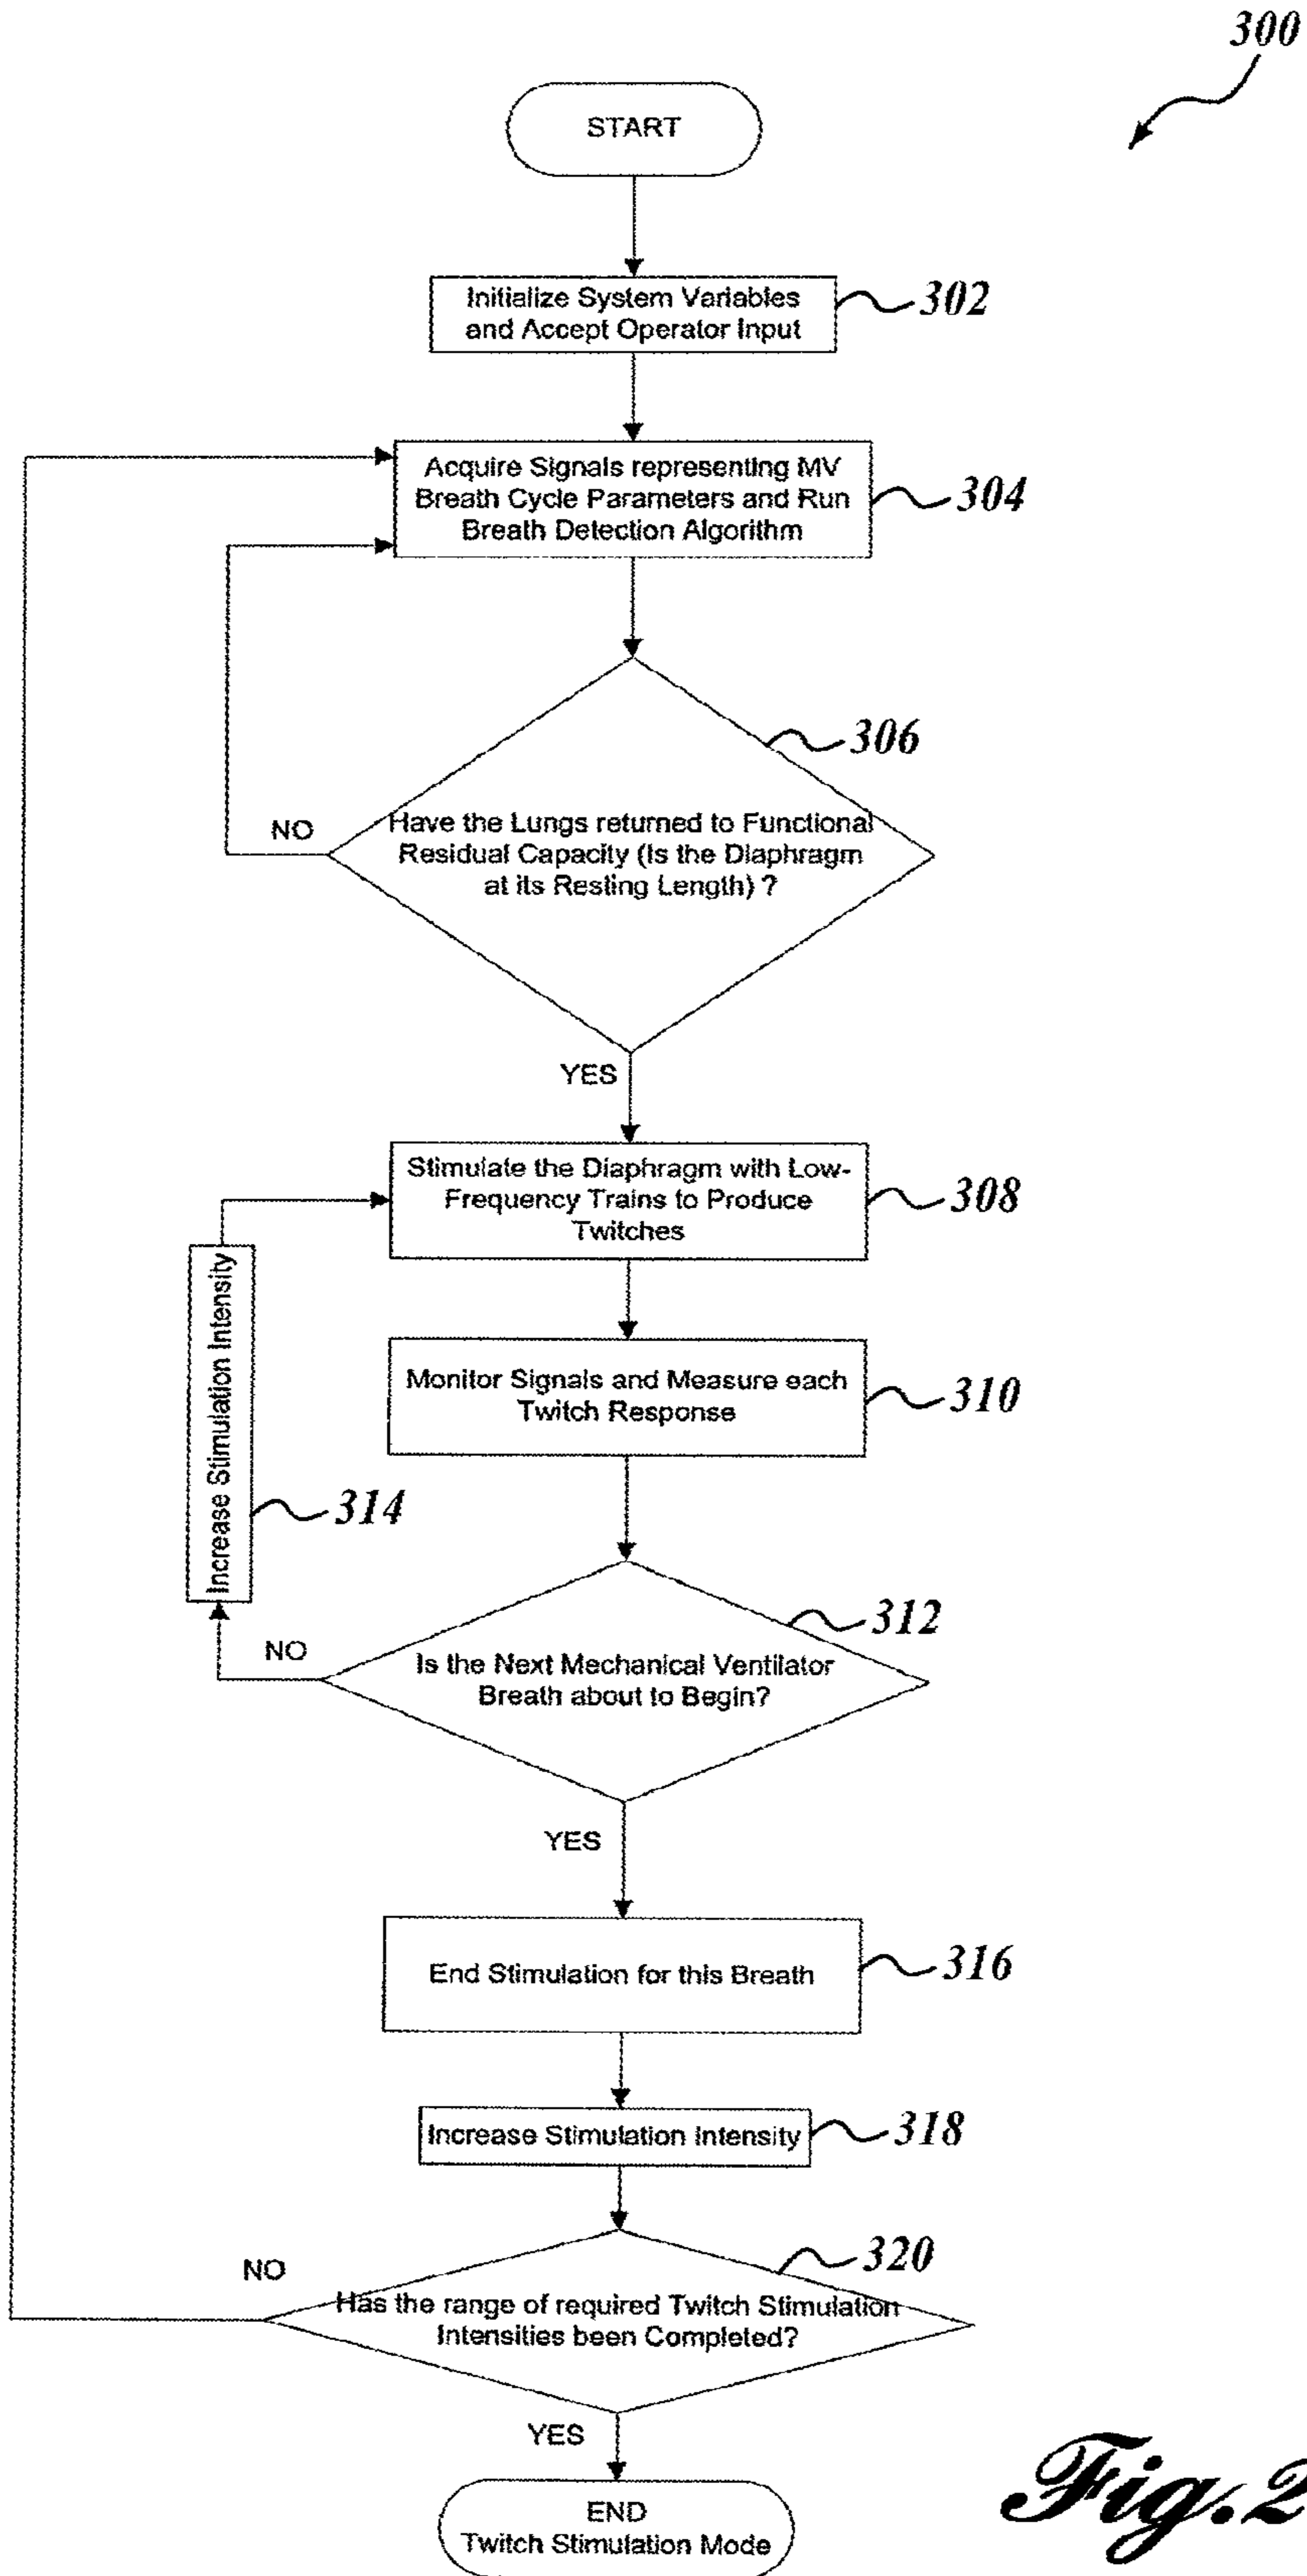 300
START
Initialize System Variables
and Accept Operator Input
302
Acquire Signals representing MV
Breath Cycle Parameters and Run
Breath Detection Algorithm
304
306
NO
Have the Lungs returned to Functional
Residual Capacity (Is the Diaphragm
at its Resting Length) ?
YES
Stimulate the Diaphragm with Low-
Frequency Trains to Produce
Twitches
308
Increase Stimulation Intensity
314
Monitor Signals and Measure each
Twitch Response
310
312
NO
Is the Next Mechanical Ventilator
Breath about to Begin?
YES
End Stimulation for this Breath
316
Increase Stimulation Intensity
318
320
NO
Has the range of required Twitch Stimulation
Intensities been Completed?
YES
END
Twitch Stimulation Mode
Fig.2